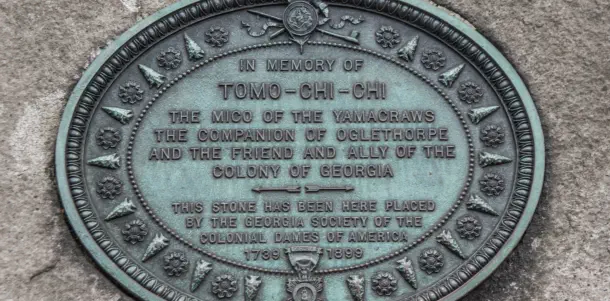 IN MEMORY OF
TOMO-CHI-CHI
THE MICO OF THE YAMACRAWS
THE COMPANION OF OGLETHORPE
AND THE FRIEND AND ALLY OF THE
COLONY OF GEORGIA
THIS STONE HAS BEEN HERE PLACED
BY THE GEORGIA SOCIETY OF THE
COLONIAL DAMES OF AMERICA
1739 1899